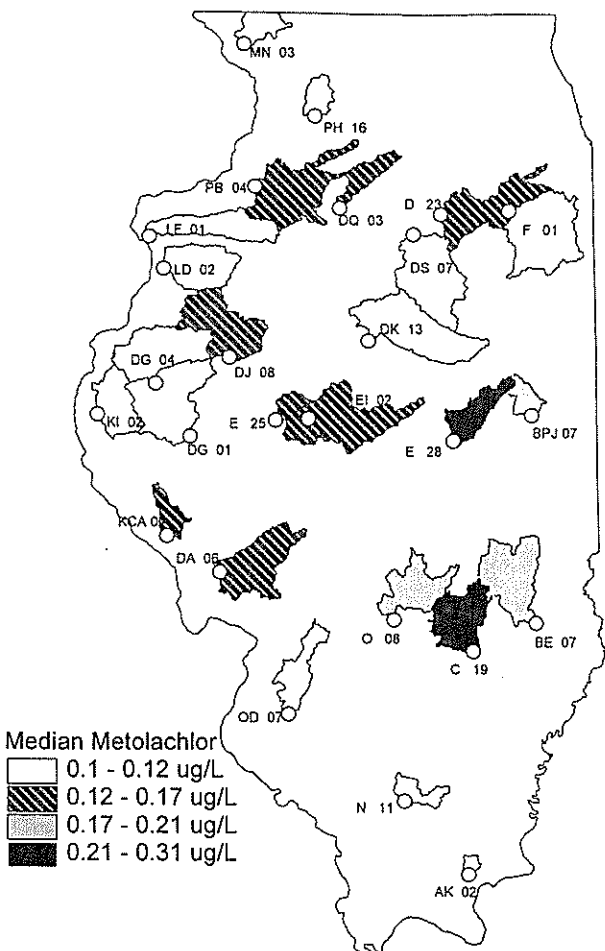 MN 03
PH 16
PB 04
DQ 03
D 23
F 01
LF 01
DS 07
LD 02
DK 13
DG 04
DJ 08
EI 02
KI 02
E 25
BPJ 07
DG 01
E 28
DA 06
O 08
BE 07
C 19
OD 07
Median Metolachlor
0.1 - 0.12 ug/L
0.12 - 0.17 ug/L
0.17 - 0.21 ug/L
0.21 - 0.31 ug/L
N 11
AK 02